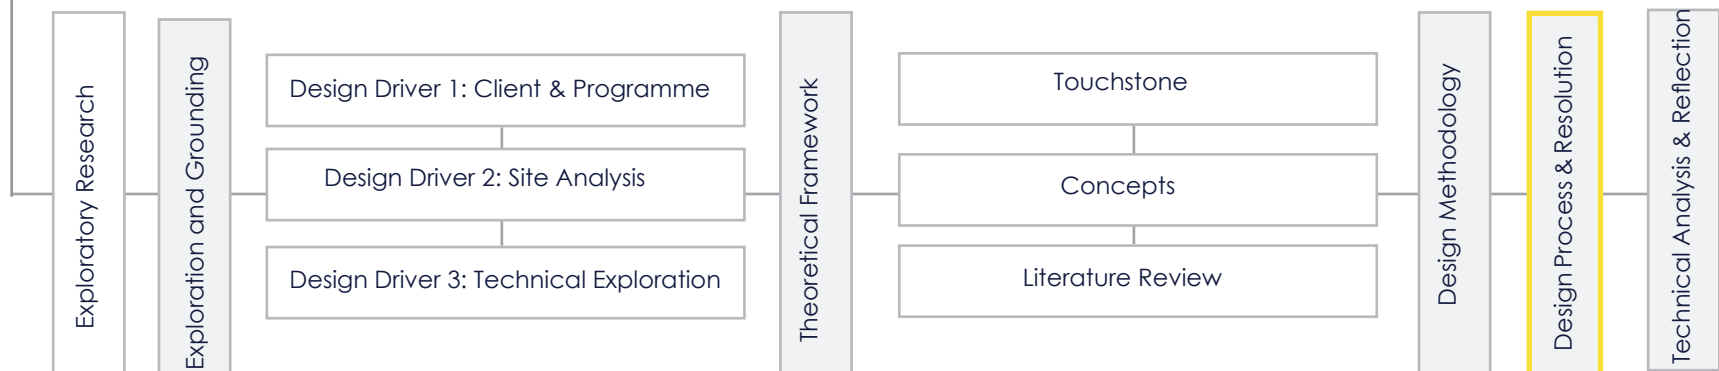 Exploratory Research
Exploration and Grounding
Design Driver 1: Client & Programme
Design Driver 2: Site Analysis
Design Driver 3: Technical Exploration
Theoretical Framework
Touchstone
Concepts
Literature Review
Design Methodology
Design Process & Resolution
Technical Analysis & Reflection